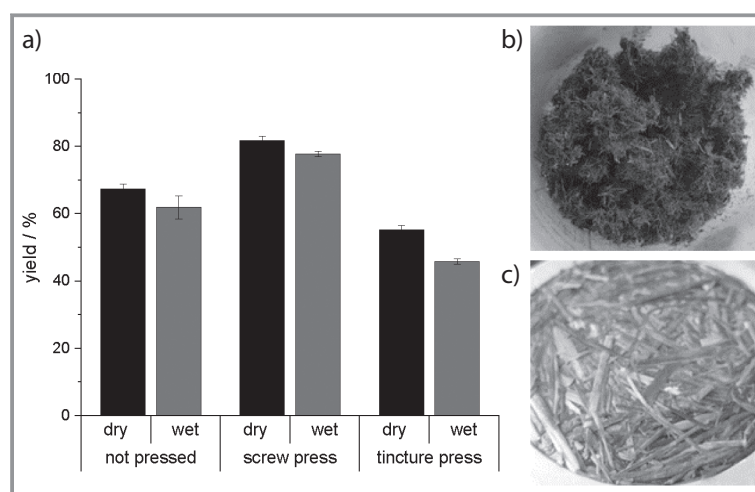 a)
100
80
60
40
20
0
yield / %
dry wet dry wet dry wet
not pressed screw press tincture press
b)
c)